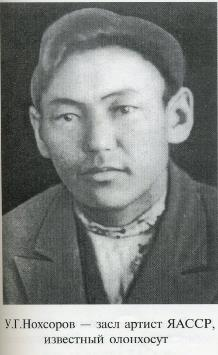 У.Г.Нохсоров — засл артист ЯАССР,
известный олонхосут